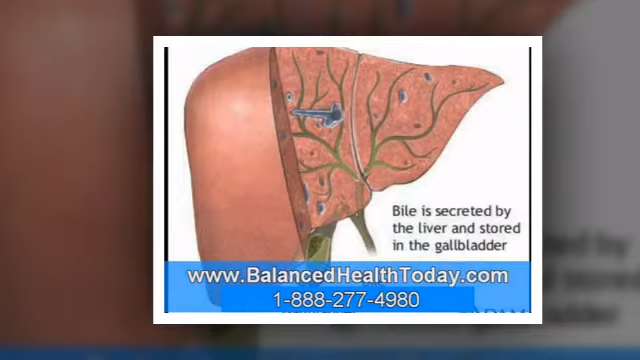 Bile is secreted by
the liver and stored
in the gallbladder
www.BalancedHealthToday.com
1-888-277-4980